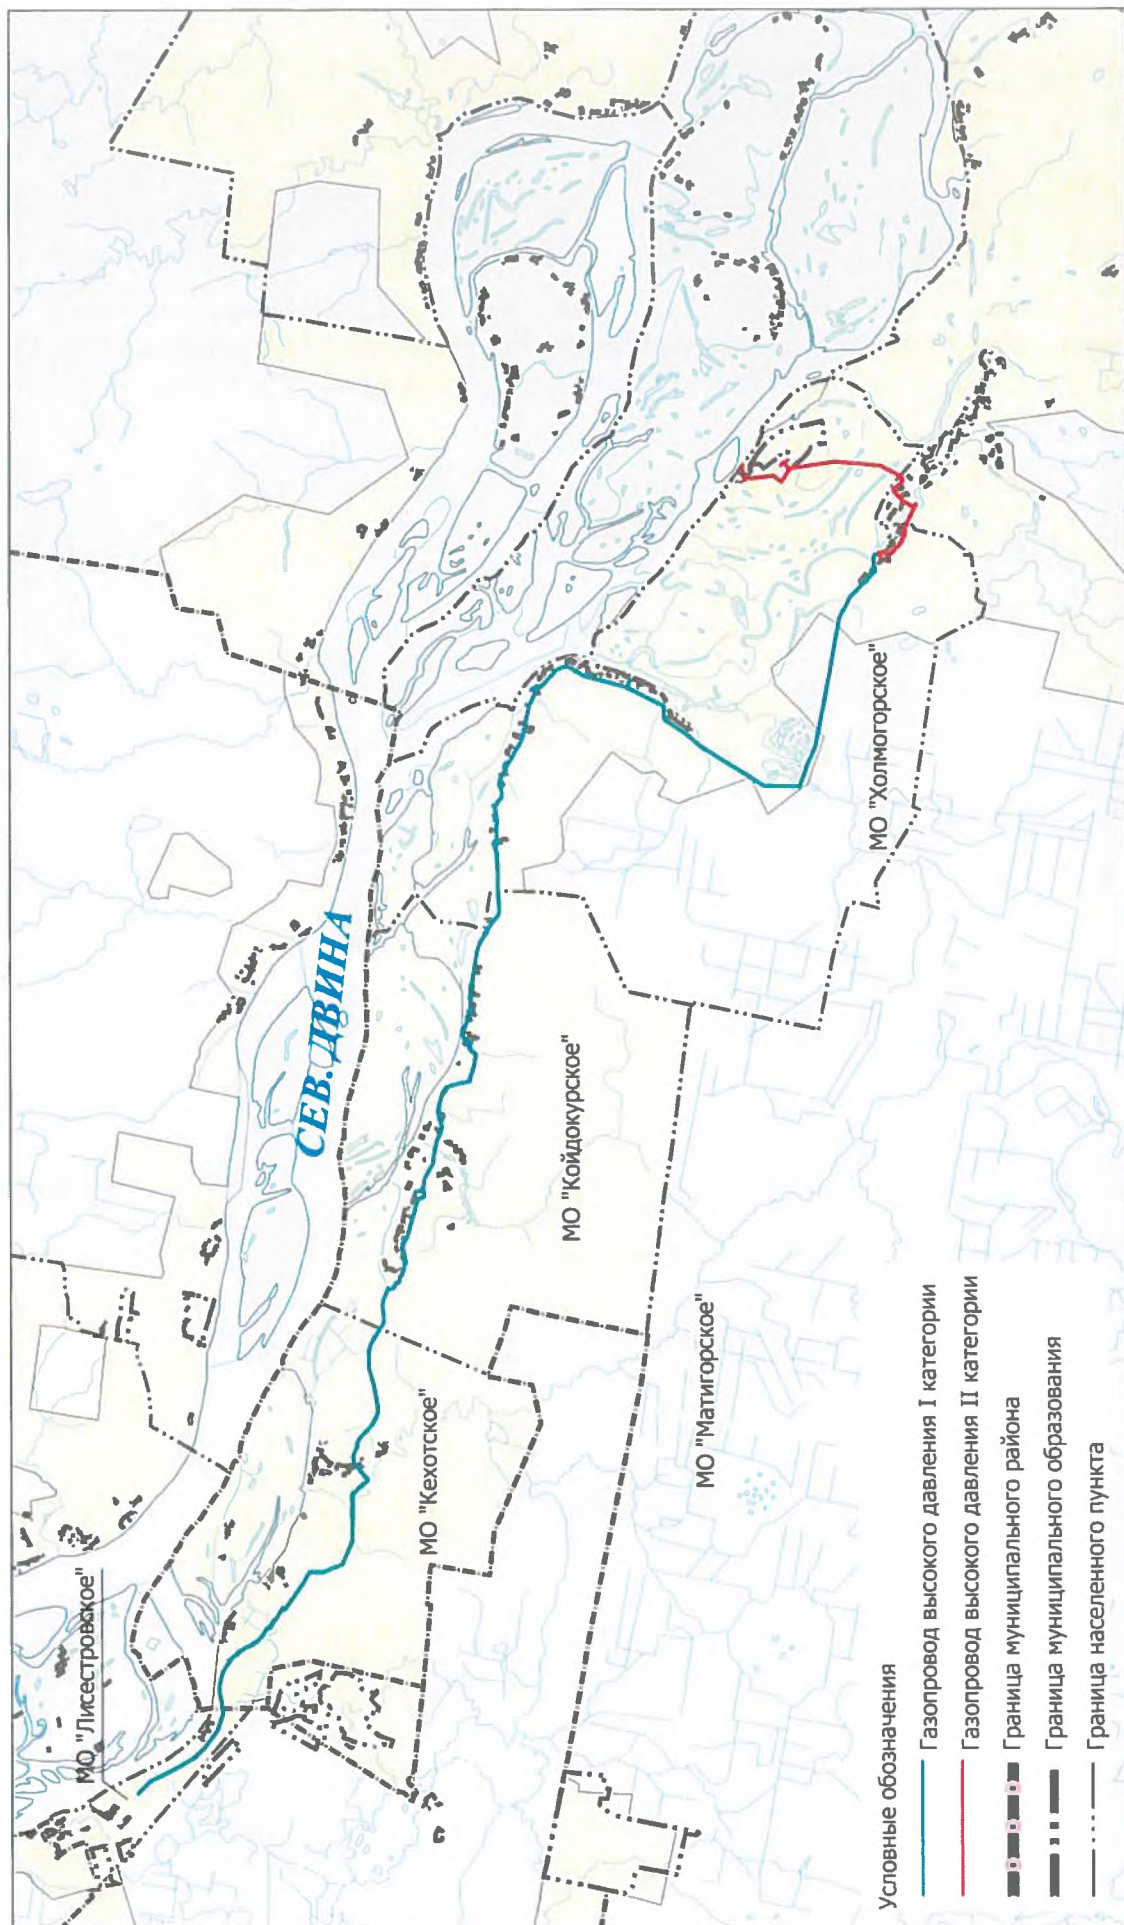 МО "Лисестровское"
СЕВ. ДВИНА
МО "Кехотское"
МО "Койдокурское"
МО "Матигорское"
МО "Холмогорское"
Условные обозначения
Газопровод высокого давления I категории
Газопровод высокого давления II категории
Граница муниципального района
Граница муниципального образования
Граница населенного пункта